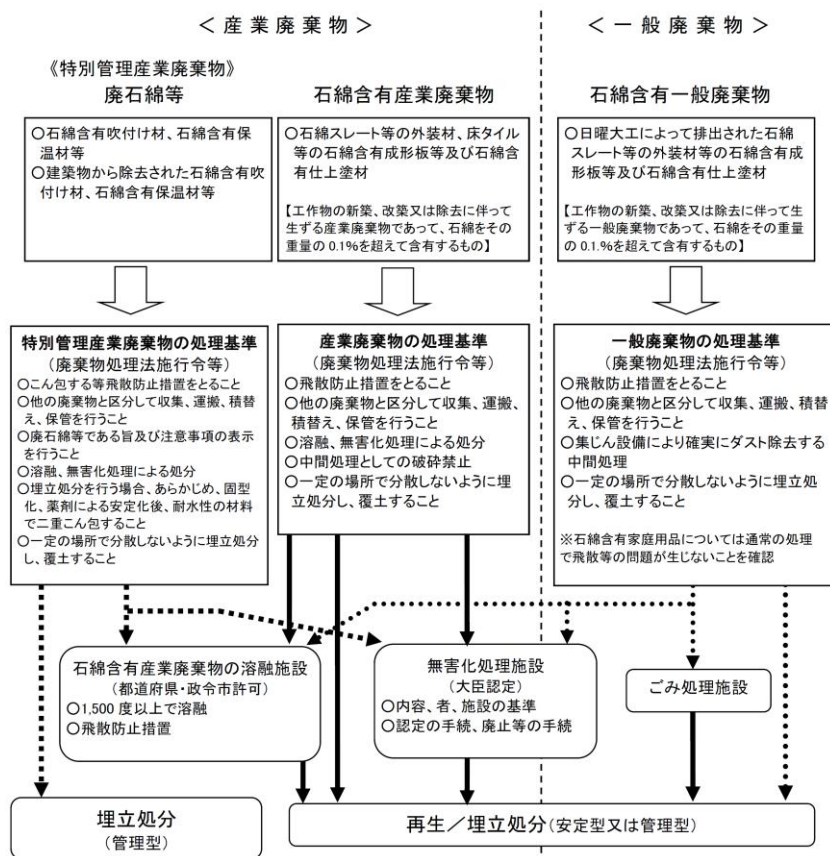 ＜産業廃棄物＞
＜一般廃棄物＞
《特別管理産業廃棄物》
廃石綿等
○石綿含有吹付け材、石綿含有保
温材等
○建築物から除去された石綿含有吹
付け材、石綿含有保温材等
石綿含有産業廃棄物
○石綿スレート等の外装材、床タイル
等の石綿含有成形板等及び石綿含
有仕上塗材
【工作物の新築、改築又は除去に伴って
生ずる産業廃棄物であって、石綿をその
重量の 0.1%を超えて含有するもの】
石綿含有一般廃棄物
○日曜大工によって排出された石綿
スレート等の外装材等の石綿含有成
形板等及び石綿含有仕上塗材
【工作物の新築、改築又は除去に伴って
生ずる一般廃棄物であって、石綿をその重量
の 0.1.%を超えて含有するもの】
特別管理産業廃棄物の処理基準
（廃棄物処理法施行令等）
○こん包する等飛散防止措置をとること
○他の廃棄物と区分して収集、運搬、積替
え、保管を行うこと
○廃石綿等である旨及び注意事項の表示
を行うこと
○溶融、無害化処理による処分
○埋立処分を行う場合、あらかじめ、固型
化、薬剤による安定化後、耐水性の材料
で二重こん包すること
○一定の場所で分散しないように埋立処分
し、覆土すること
産業廃棄物の処理基準
（廃棄物処理法施行令等）
○飛散防止措置をとること
○他の廃棄物と区分して収集、運搬、
積替え、保管を行うこと
○溶融、無害化処理による処分
○中間処理としての破砕禁止
○一定の場所で分散しないように埋
立処分し、覆土すること
一般廃棄物の処理基準
（廃棄物処理法施行令等）
○飛散防止措置をとること
○他の廃棄物と区分して収集、運搬、積替
え、保管を行うこと
○集じん設備により確実にダスト除去する
中間処理
○一定の場所で分散しないように埋立処
分し、覆土すること
※石綿含有家庭用品については通常の処理
で飛散等の問題が生じないことを確認
石綿含有産業廃棄物の溶融施設
（都道府県・政令市許可）
○1,500 度以上で溶融
○飛散防止措置
無害化処理施設
（大臣認定）
○内容、者、施設の基準
○認定の手続、廃止等の手続
ごみ処理施設
埋立処分
（管理型）
再生／埋立処分（安定型又は管理型）